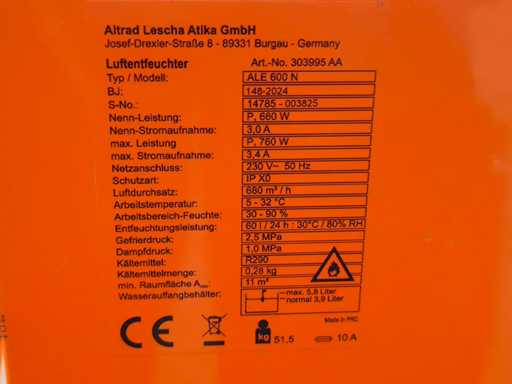 Altrad Lescha Atika GmbH
Josef-Drexler-Straße 8 - 89331 Burgau - Germany
Luftentfeuchter Art.-No. 303995 AA
Typ / Modell: ALE 600 N
BJ: 148-2024
S-No.: 14785 - 003825
Nenn-Leistung: P, 660 W
Nenn-Stromaufnahme: 3,0 A
max. Leistung P, 760 W
max. Stromaufnahme: 3,4 A
Netzanschluss: 230 V~ 50 Hz
Schutzart: IP X0
Luftdurchsatz: 680 m³ / h
Arbeitstemperatur: 5 - 32 °C
Arbeitsbereich-Feuchte: 30 - 90 %
Entfeuchtungsleistung: 60 l / 24 h : 30°C / 80% RH
Gefrierdruck: 2,5 MPa
Dampfdruck: 1,0 MPa
Kältemittel: R290
Kältemittelmenge: 0,28 kg
min. Raumfläche A 11 m²
Wasserauffangbehälter: max. 5,8 Liter
normal 3,9 Liter
Made in PRC
CE kg 51,5 10 A